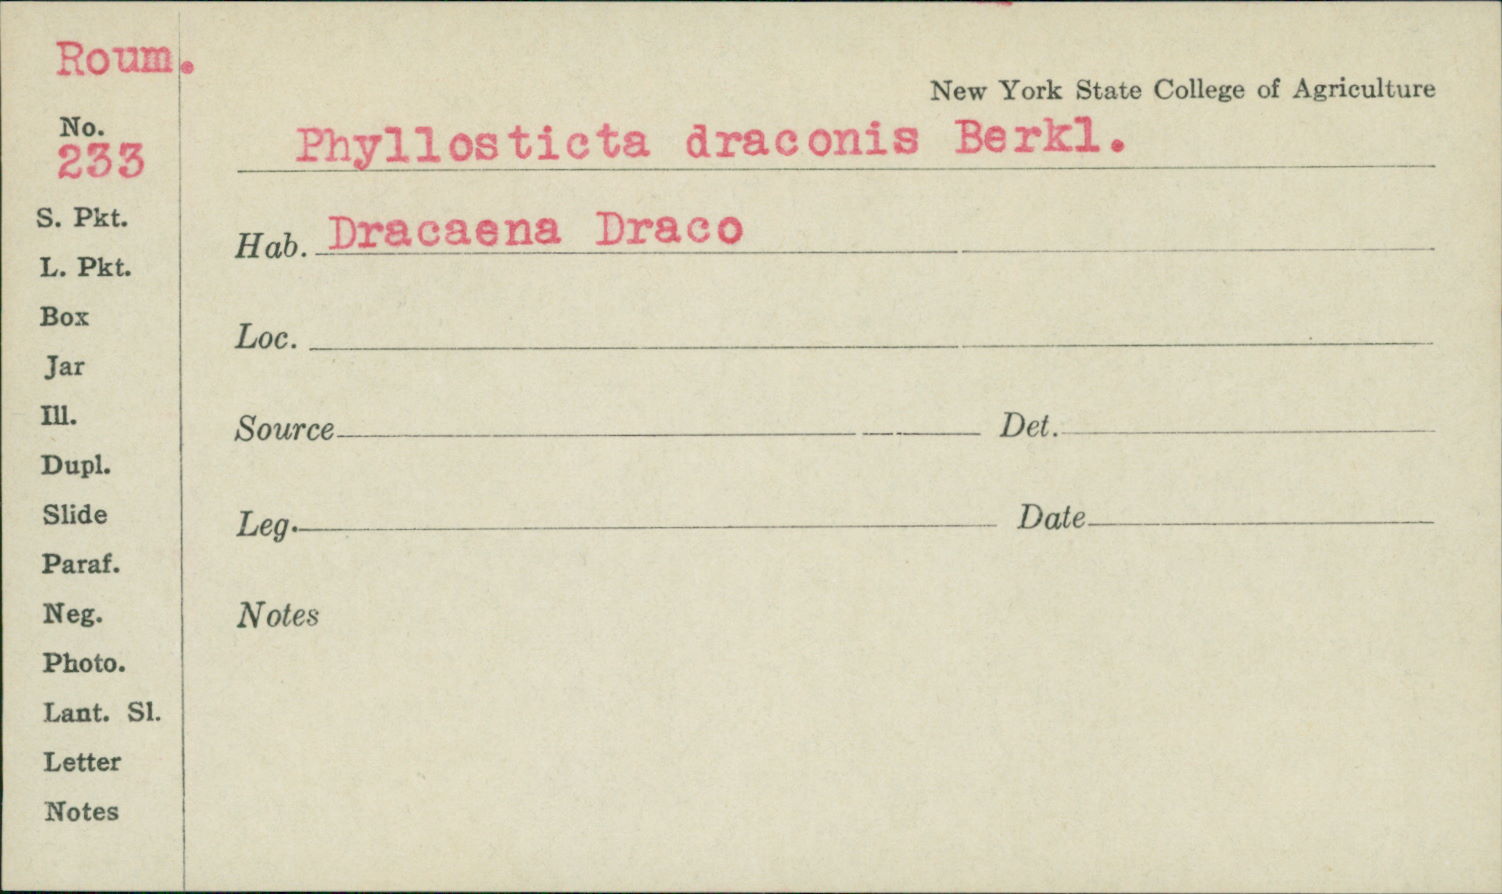 Roum.
New York State College of Agriculture
No.
233
Phyllosticta draconis Berkl.
S. Pkt.
Hab. Dracaena Draco
L. Pkt.
Box
Loc.
Jar
Ill.
Source Det.
Dupl.
Slide
Leg. Date
Paraf.
Neg.
Notes
Photo.
Lant. Sl.
Letter
Notes